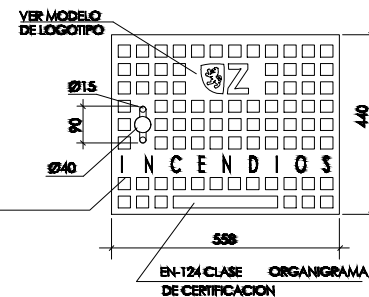 VER MODELO
DE LOGOTIPO
Z
Ø15
90
Ø40
440
INCENDIOS
558
EN-124 CLASE ORGANIGRAMA
DE CERTIFICACION